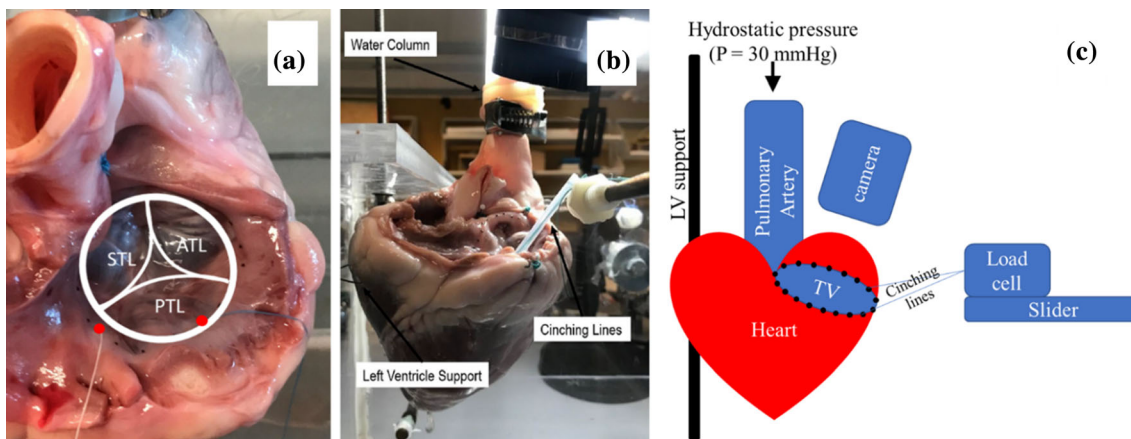 (a)
STL
ATL
PTL
Water Column
(b)
Cinching Lines
Left Ventricle Support
Hydrostatic pressure
(P = 30 mmHg)
(c)
LV support
Pulmonary
Artery
camera
TV
Cinching
lines
Load
cell
Slider
Heart